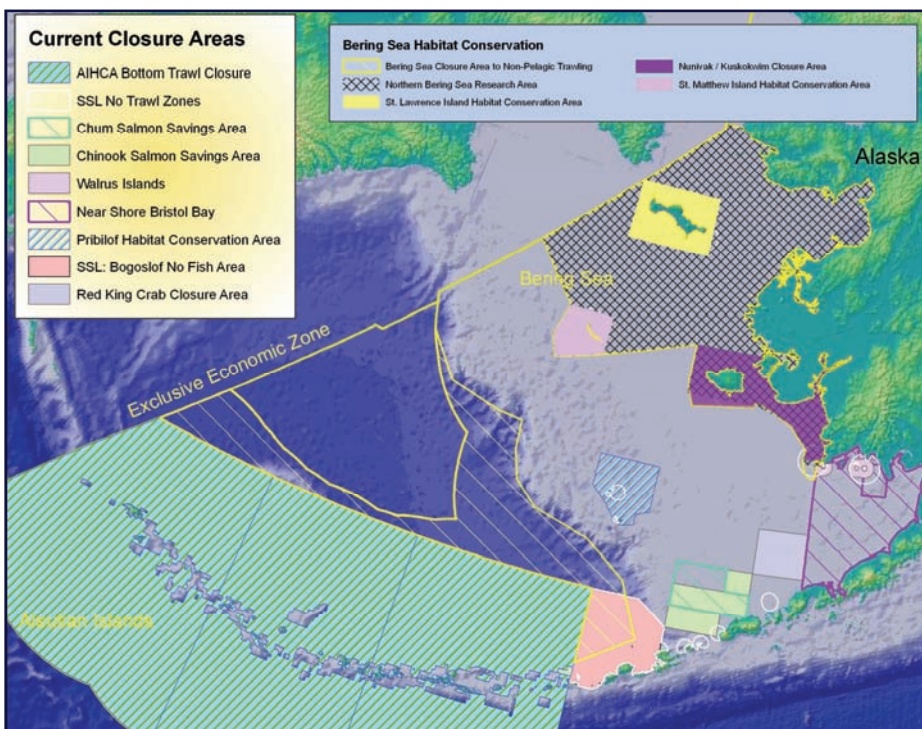 Current Closure Areas
AIHCA Bottom Trawl Closure
SSL No Trawl Zones
Chum Salmon Savings Area
Chinook Salmon Savings Area
Walrus Islands
Near Shore Bristol Bay
Pribilof Habitat Conservation Area
SSL: Bogoslof No Fish Area
Red King Crab Closure Area
Bering Sea Habitat Conservation
Bering Sea Closure Area to Non-Pelagic Trawling
Northern Bering Sea Research Area
St. Lawrence Island Habitat Conservation Area
Nunivak / Kuskokwim Closure Area
St. Matthew Island Habitat Conservation Area
Alaska
Bering Sea
Exclusive Economic Zone
Aleutian Islands